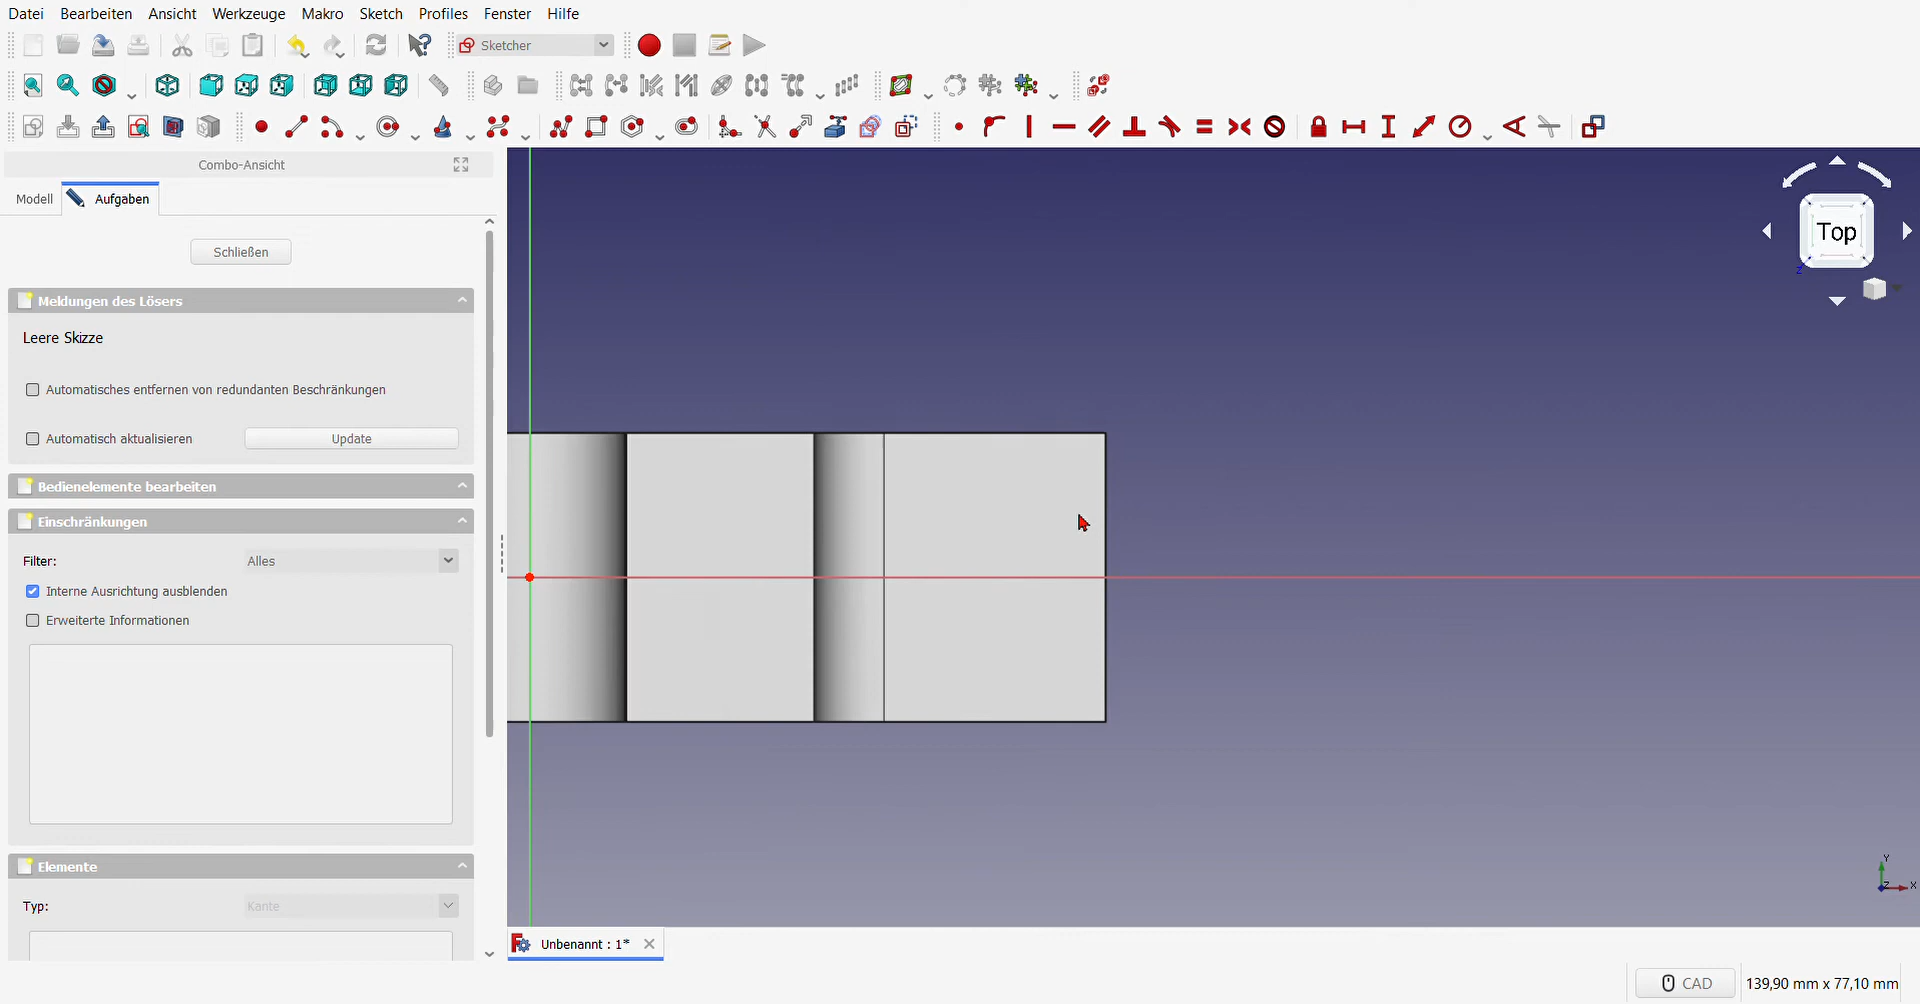 Datei Bearbeiten Ansicht Werkzeuge Makro Sketch Profiles Fenster Hilfe
Sketcher
Combo-Ansicht
Modell Aufgaben
Schließen
Meldungen des Lösers
Leere Skizze
Automatisches entfernen von redundanten Beschränkungen
Automatisch aktualisieren Update
Bedienelemente bearbeiten
Einschränkungen
Filter: Alles
Interne Ausrichtung ausblenden
Erweiterte Informationen
Elemente
Typ: Kante
Top
Z
Y
Z X
Unbenannt : 1*
CAD 139,90 mm x 77,10 mm